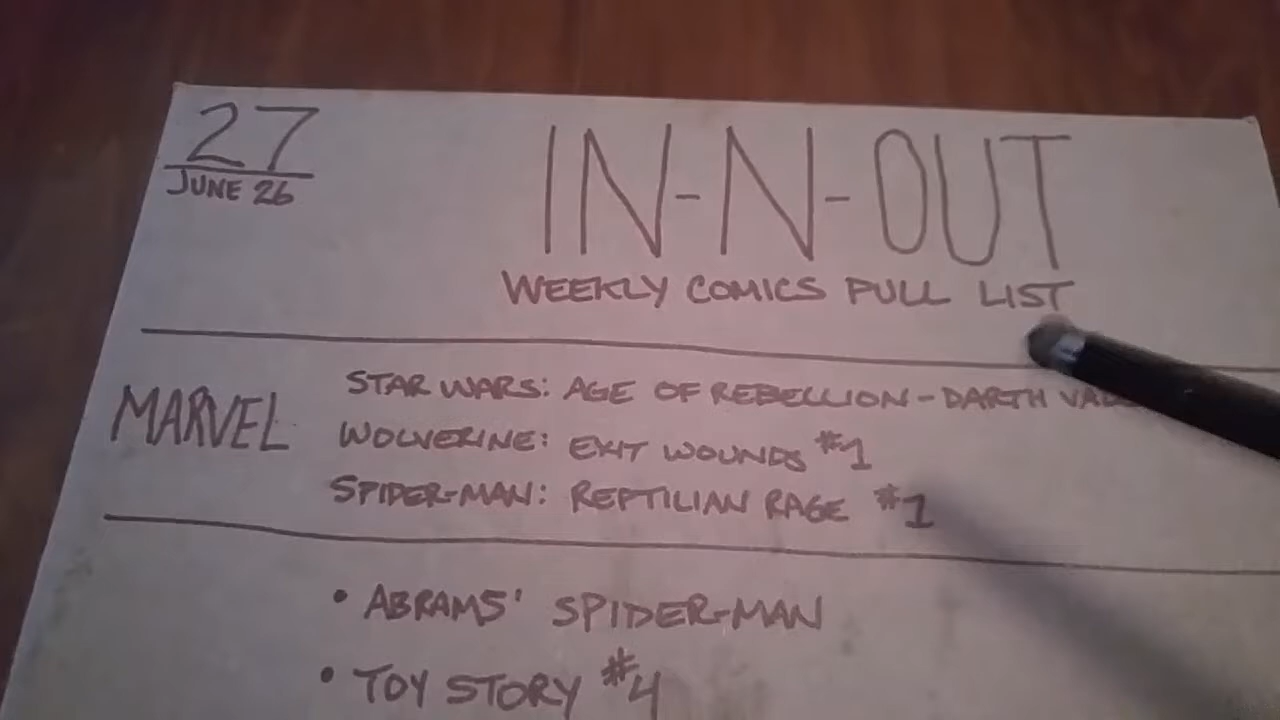 27
JUNE 26
IN-N-OUT
WEEKLY COMICS PULL LIST
MARVEL
STAR WARS: AGE OF REBELLION - DARTH
WOLVERINE: EXIT WOUNDS #1
SPIDER-MAN: REPTILIAN RAGE #1
• ABRAMS' SPIDER-MAN
• TOY STORY #4